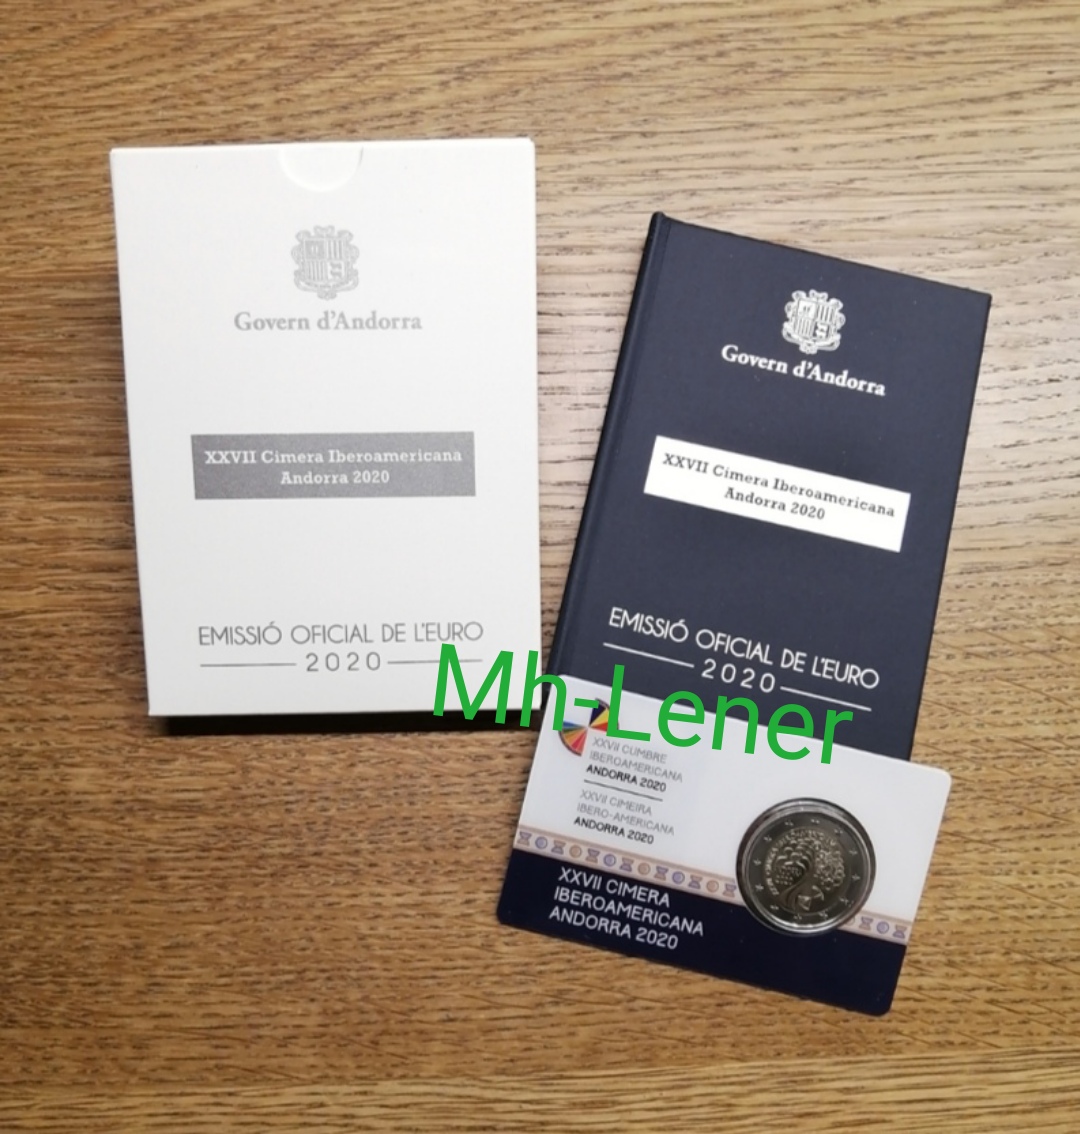 Govern d'Andorra
XXVII Cimera Iberoamericana
Andorra 2020
EMISSIÓ OFICIAL DE L'EURO
2020
Govern d'Andorra
XXVII Cimera Iberoamericana
Andorra 2020
EMISSIÓ OFICIAL DE L'EURO
2020
Mh-Lener
XXVII CUMBRE
IBEROAMERICANA
ANDORRA 2020
XXVII CIMEIRA
IBERO-AMERICANA
ANDORRA 2020
XXVII CIMERA
IBEROAMERICANA
ANDORRA 2020